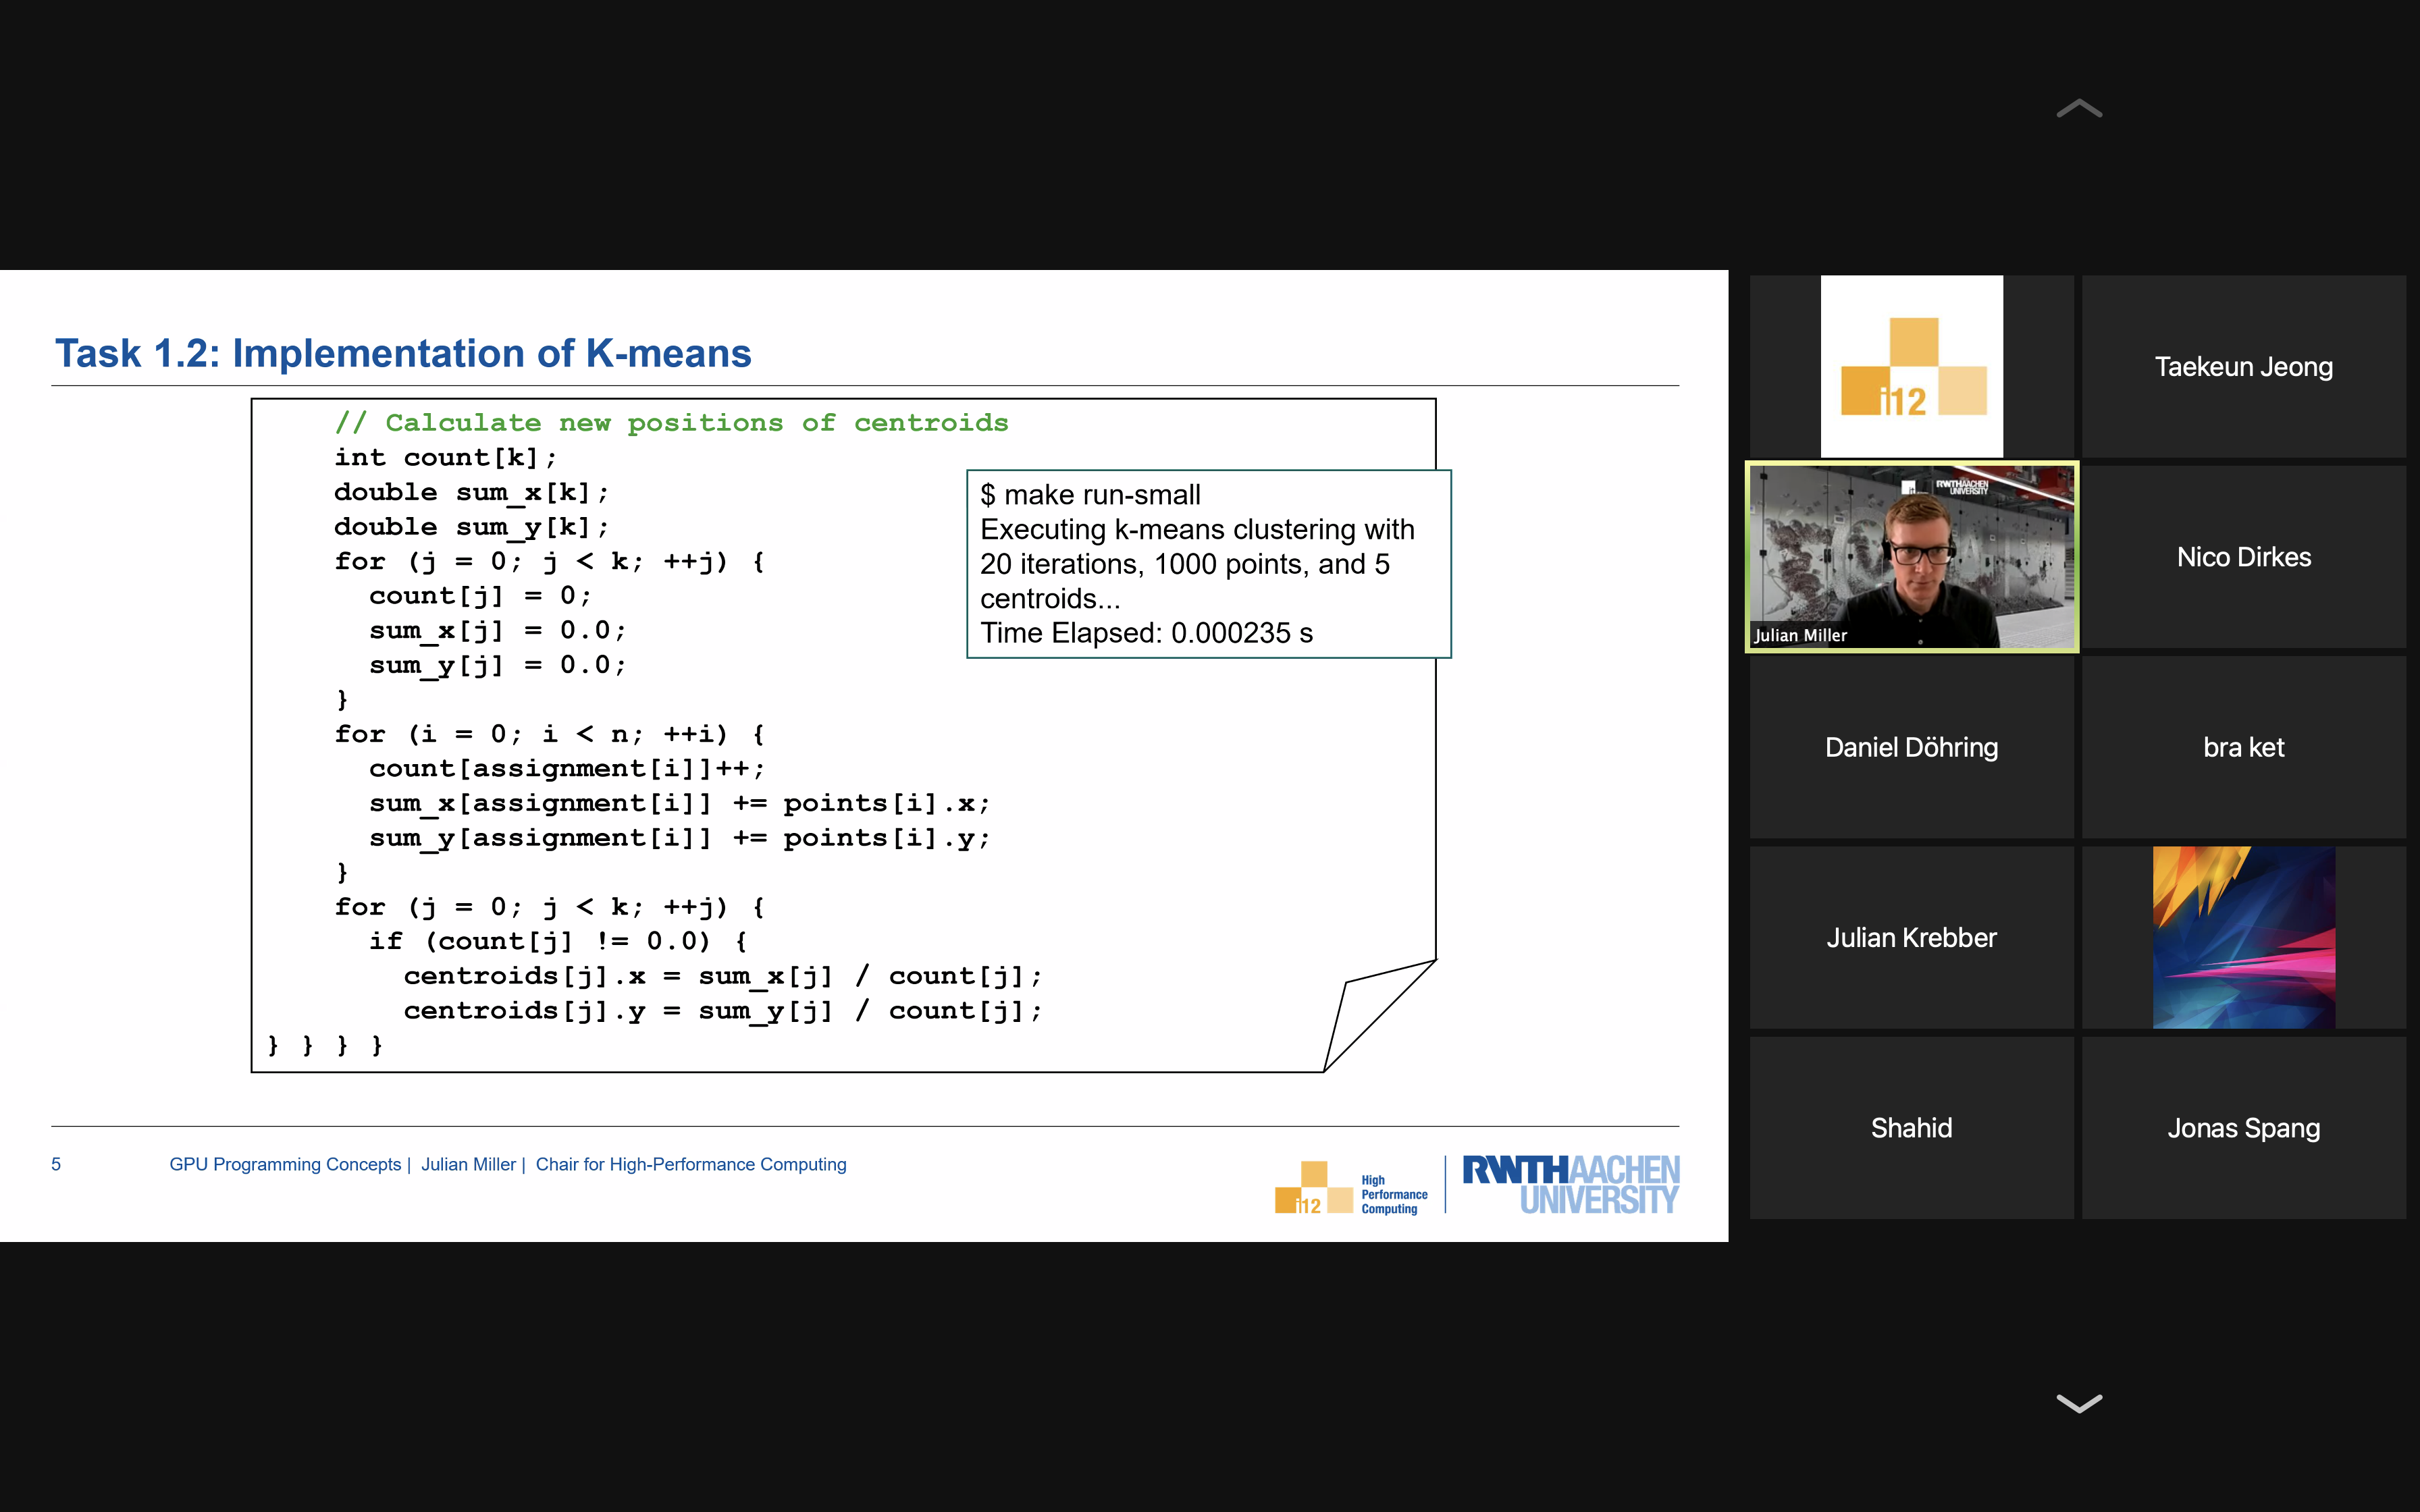 Task 1.2: Implementation of K-means
// Calculate new positions of centroids
int count[k];
double sum_x[k];
double sum_y[k];
for (j = 0; j < k; ++j) {
count[j] = 0;
sum_x[j] = 0.0;
sum_y[j] = 0.0;
}
for (i = 0; i < n; ++i) {
count[assignment[i]]++;
sum_x[assignment[i]] += points[i].x;
sum_y[assignment[i]] += points[i].y;
}
for (j = 0; j < k; ++j) {
if (count[j] != 0.0) {
centroids[j].x = sum_x[j] / count[j];
centroids[j].y = sum_y[j] / count[j];
} } } }
$ make run-small
Executing k-means clustering with
20 iterations, 1000 points, and 5
centroids...
Time Elapsed: 0.000235 s
5 GPU Programming Concepts | Julian Miller | Chair for High-Performance Computing
i12
High
Performance
Computing
RWTHAACHEN
UNIVERSITY
i12
Taekeun Jeong
RWTHAACHEN
UNIVERSITY
Julian Miller
Nico Dirkes
Daniel Döhring
bra ket
Julian Krebber
Shahid
Jonas Spang